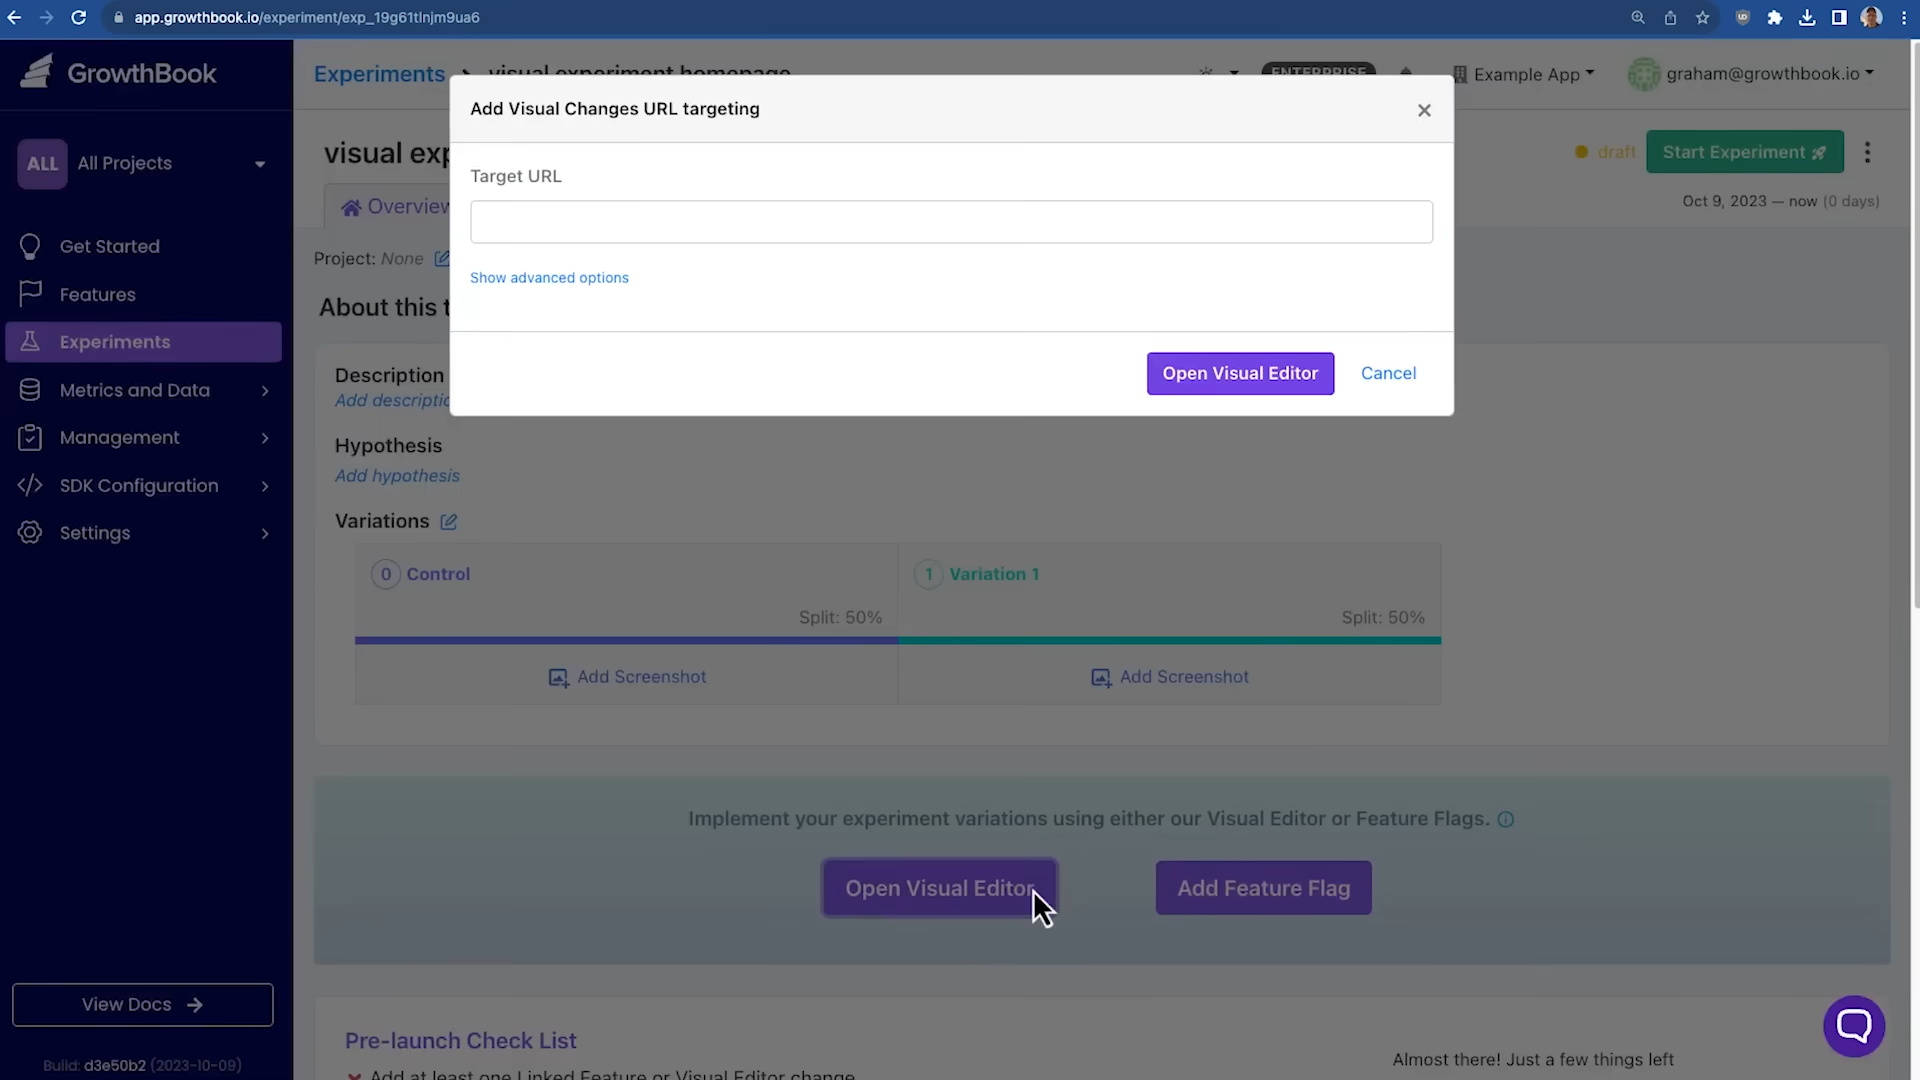 app.growthbook.io/experiment/exp_19g61tlnjm9ua6
GrowthBook
Experiments
visual experiment homepage
ENTERPRISE
Example App
graham@growthbook.io
ALL All Projects
Get Started
Features
Experiments
Metrics and Data
Management
SDK Configuration
Settings
View Docs
Build: d3e50b2 (2023-10-09)
Add Visual Changes URL targeting
×
Target URL
Show advanced options
Open Visual Editor
Cancel
visual exp
draft
Start Experiment
Oct 9, 2023 — now (0 days)
Overview
Project: None
About this t
Description
Add descriptio
Hypothesis
Add hypothesis
Variations
0 Control
Split: 50%
Add Screenshot
1 Variation 1
Split: 50%
Add Screenshot
Implement your experiment variations using either our Visual Editor or Feature Flags.
Open Visual Editor
Add Feature Flag
Pre-launch Check List
Almost there! Just a few things left
Add at least one Linked Feature or Visual Editor change